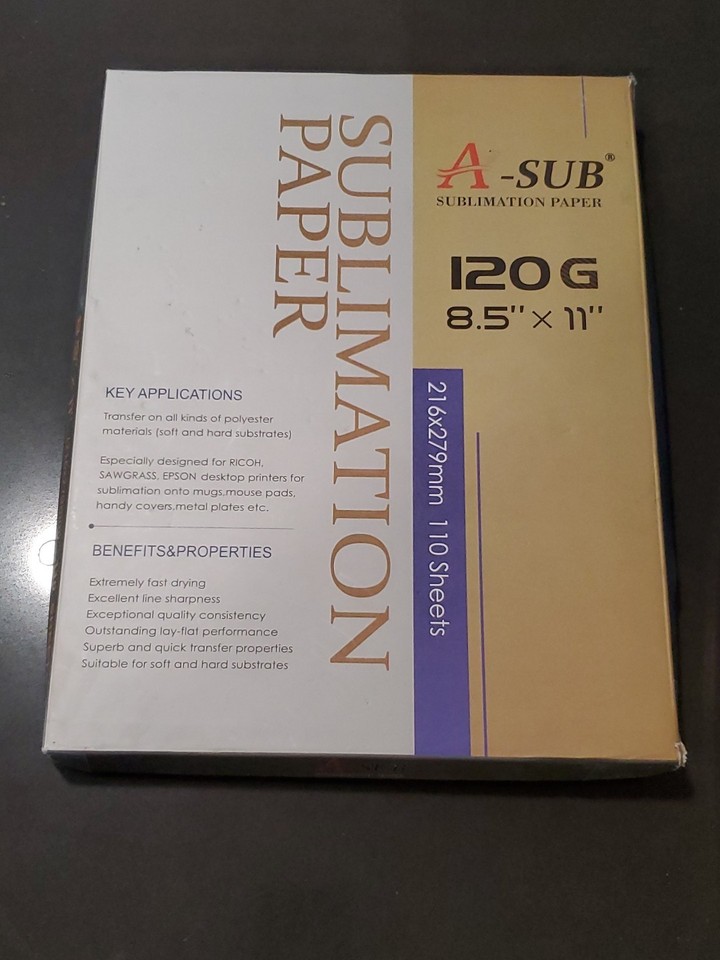 SUBLIMATION
PAPER
A-SUB®
SUBLIMATION PAPER
120G
8.5" × 11"
216x279mm 110 Sheets
KEY APPLICATIONS
Transfer on all kinds of polyester
materials (soft and hard substrates)
Especially designed for RICOH,
SAWGRASS, EPSON desktop printers for
sublimation onto mugs,mouse pads,
handy covers,metal plates etc.
BENEFITS&PROPERTIES
Extremely fast drying
Excellent line sharpness
Exceptional quality consistency
Outstanding lay-flat performance
Superb and quick transfer properties
Suitable for soft and hard substrates